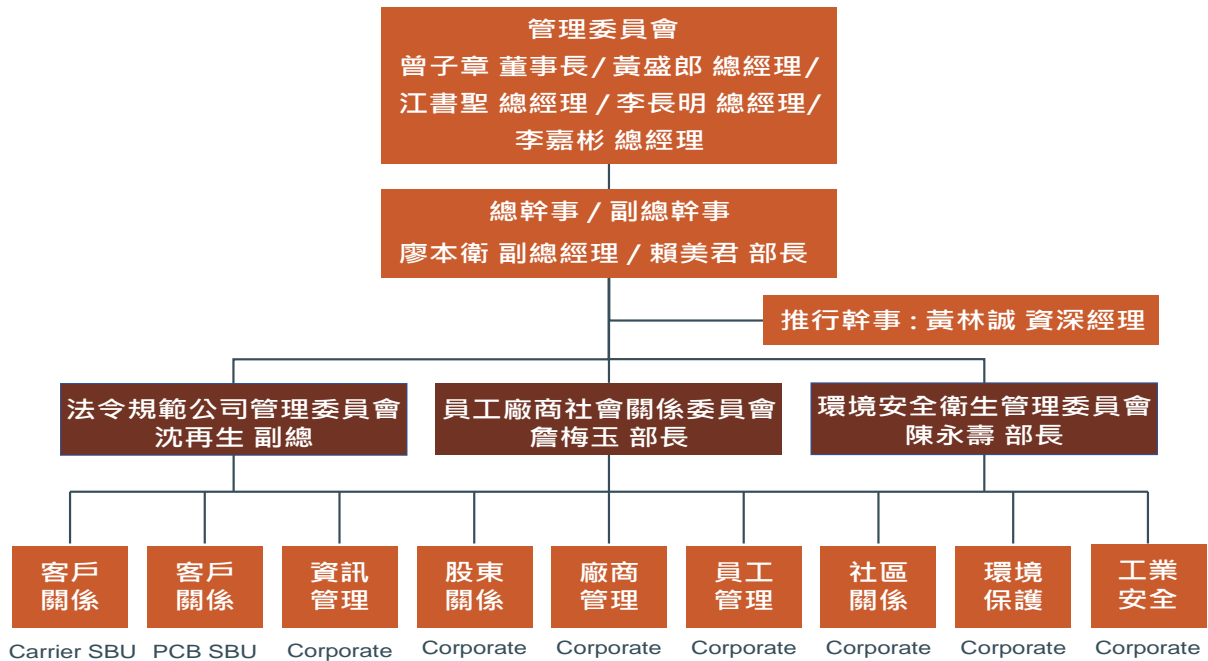 管理委員會
曾子章 董事長/ 黃盛郎 總經理/
江書聖 總經理 / 李長明 總經理/
李嘉彬 總經理
總幹事 / 副總幹事
廖本衛 副總經理 / 賴美君 部長
推行幹事 : 黃林誠 資深經理
法令規範公司管理委員會
沈再生 副總
員工廠商社會關係委員會
詹梅玉 部長
環境安全衛生管理委員會
陳永壽 部長
客戶
關係
Carrier SBU
客戶
關係
PCB SBU
資訊
管理
Corporate
股東
關係
Corporate
廠商
管理
Corporate
員工
管理
Corporate
社區
關係
Corporate
環境
保護
Corporate
工業
安全
Corporate